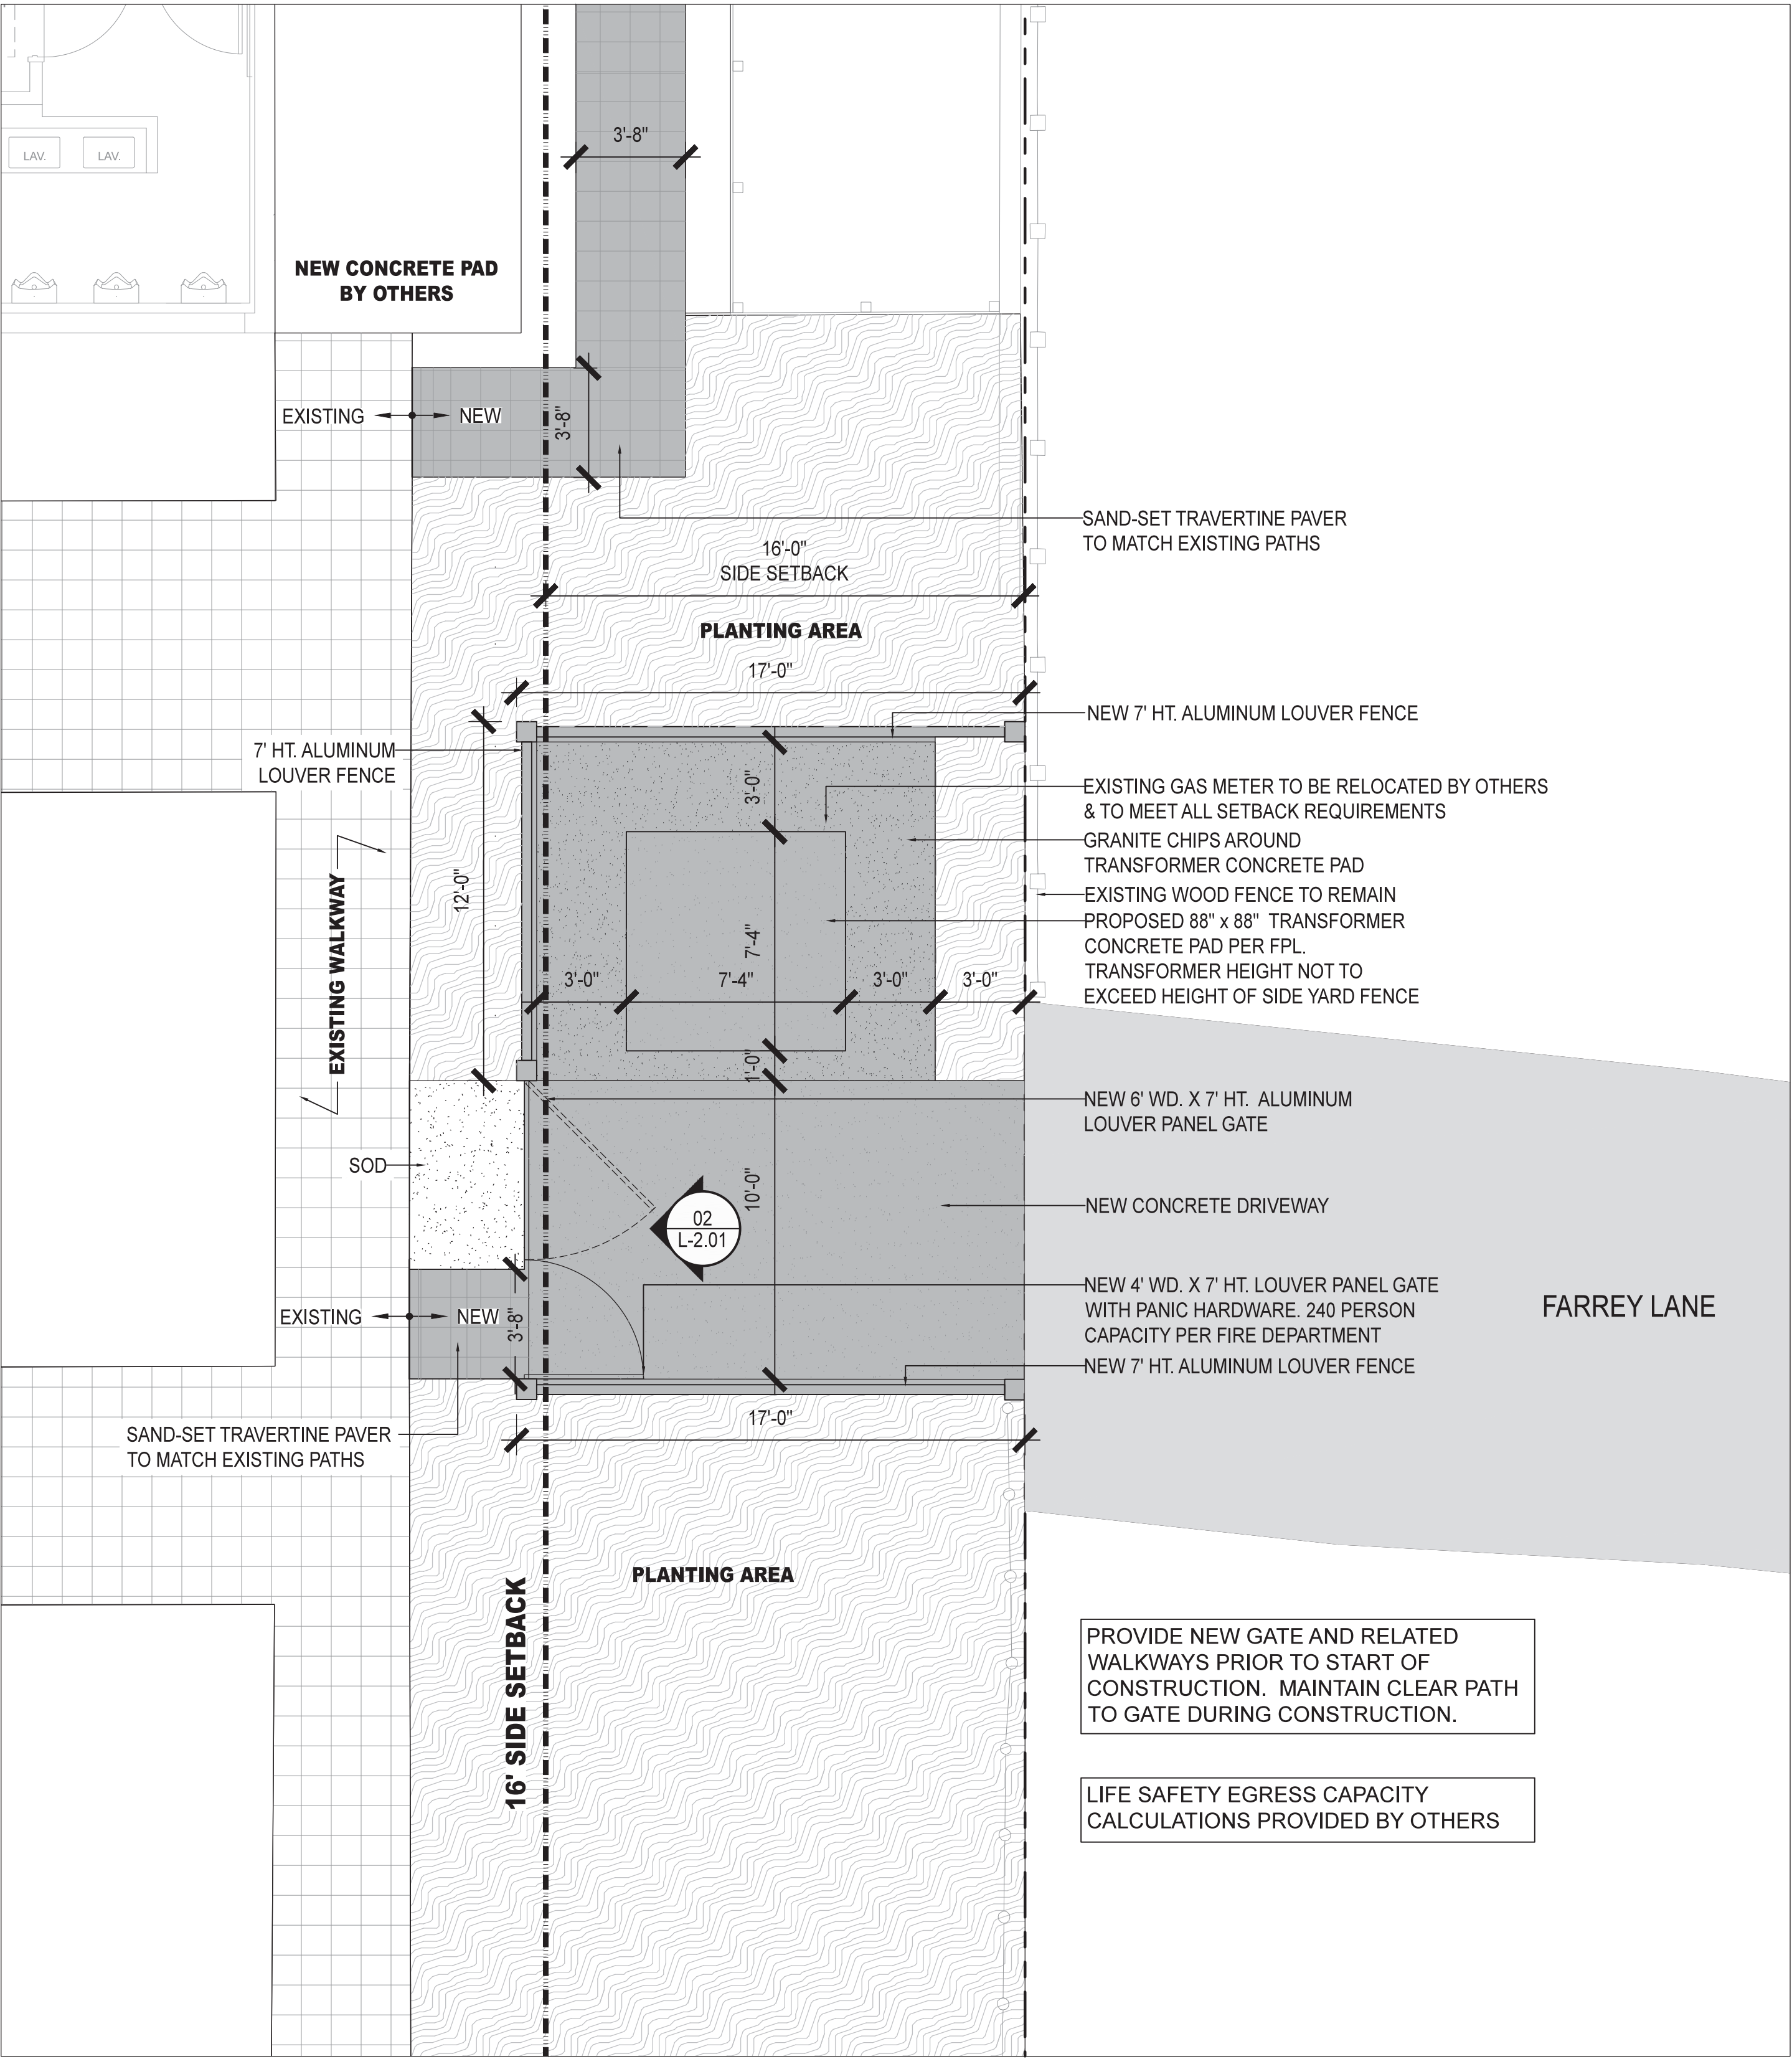 LAV.
LAV.
3'-8"
NEW CONCRETE PAD
BY OTHERS
EXISTING
NEW
3'-8"
SAND-SET TRAVERTINE PAVER
TO MATCH EXISTING PATHS
16'-0"
SIDE SETBACK
PLANTING AREA
17'-0"
NEW 7' HT. ALUMINUM LOUVER FENCE
7' HT. ALUMINUM
LOUVER FENCE
3'-0"
EXISTING GAS METER TO BE RELOCATED BY OTHERS
& TO MEET ALL SETBACK REQUIREMENTS
GRANITE CHIPS AROUND
TRANSFORMER CONCRETE PAD
12'-0"
EXISTING WALKWAY
EXISTING WOOD FENCE TO REMAIN
PROPOSED 88" x 88" TRANSFORMER
CONCRETE PAD PER FPL.
TRANSFORMER HEIGHT NOT TO
EXCEED HEIGHT OF SIDE YARD FENCE
7'-4"
3'-0"
7'-4"
3'-0"
3'-0"
1'-0"
NEW 6' WD. X 7' HT. ALUMINUM
LOUVER PANEL GATE
SOD
10'-0"
02
L-2.01
NEW CONCRETE DRIVEWAY
NEW 4' WD. X 7' HT. LOUVER PANEL GATE
WITH PANIC HARDWARE. 240 PERSON
CAPACITY PER FIRE DEPARTMENT
FARREY LANE
EXISTING
NEW
3'-8"
NEW 7' HT. ALUMINUM LOUVER FENCE
17'-0"
SAND-SET TRAVERTINE PAVER
TO MATCH EXISTING PATHS
PLANTING AREA
16' SIDE SETBACK
PROVIDE NEW GATE AND RELATED
WALKWAYS PRIOR TO START OF
CONSTRUCTION. MAINTAIN CLEAR PATH
TO GATE DURING CONSTRUCTION.
LIFE SAFETY EGRESS CAPACITY
CALCULATIONS PROVIDED BY OTHERS